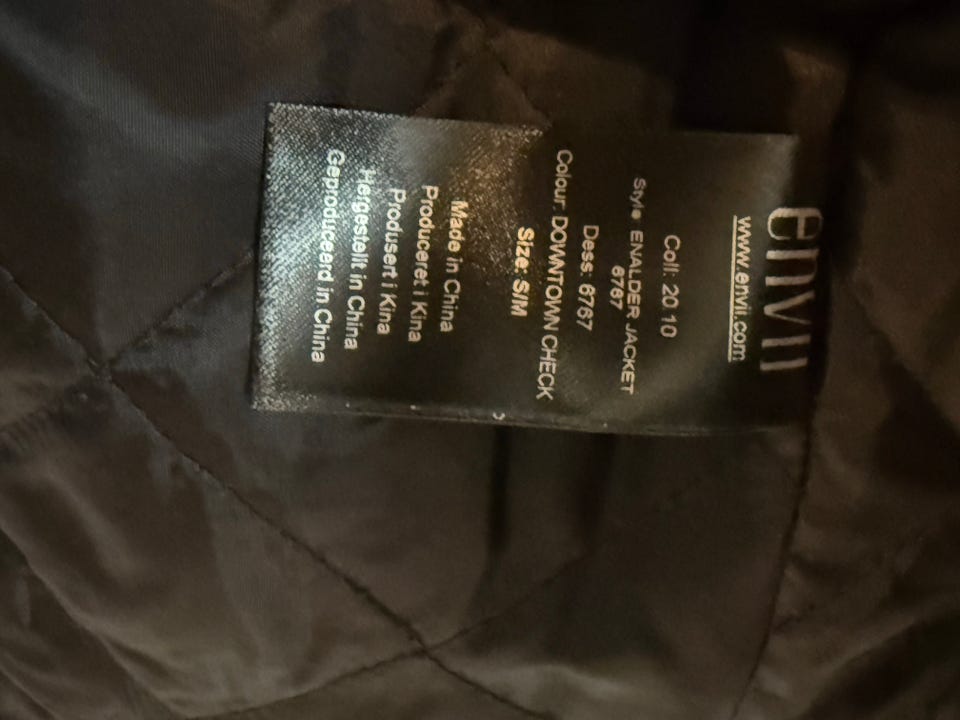 envii
www.envii.com
Coll: 20 10
Style ENALDER JACKET
6767
Dess: 6767
Colour: DOWNTOWN CHECK
Size: S/M
Made in China
Produceret i Kina
Produsert i Kina
Hergestellt in China
Geproduceerd in China